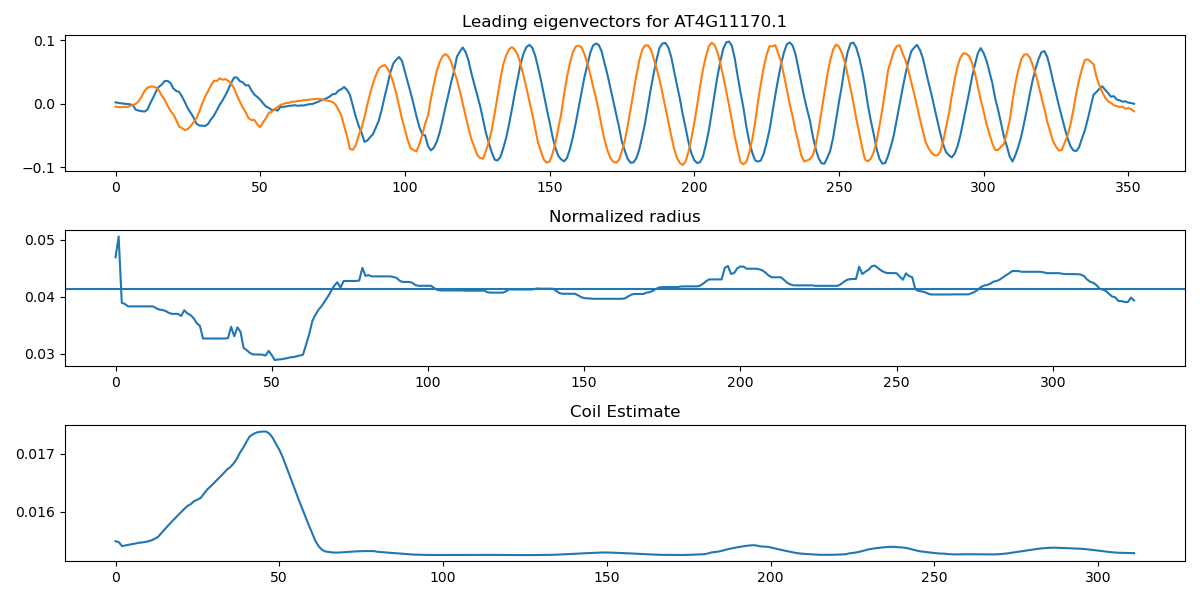 Leading eigenvectors for AT4G11170.1
0.1
0.0
−0.1
0 50 100 150 200 250 300 350
Normalized radius
0.05
0.04
0.03
0 50 100 150 200 250 300
Coil Estimate
0.017
0.016
0 50 100 150 200 250 300